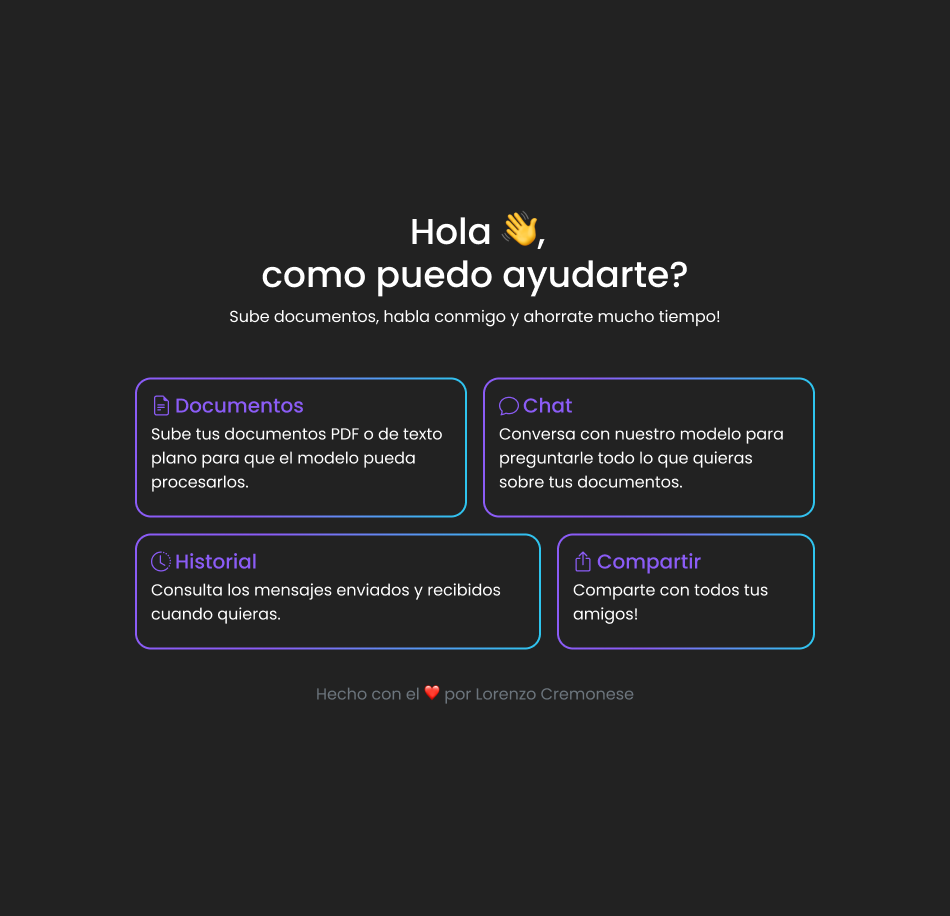 Hola 👋,
como puedo ayudarte?
Sube documentos, habla conmigo y ahorrate mucho tiempo!
Documentos
Sube tus documentos PDF o de texto
plano para que el modelo pueda
procesarlos.
Chat
Conversa con nuestro modelo para
preguntarle todo lo que quieras
sobre tus documentos.
Historial
Consulta los mensajes enviados y recibidos
cuando quieras.
Compartir
Comparte con todos tus
amigos!
Hecho con el ❤️ por Lorenzo Cremonese